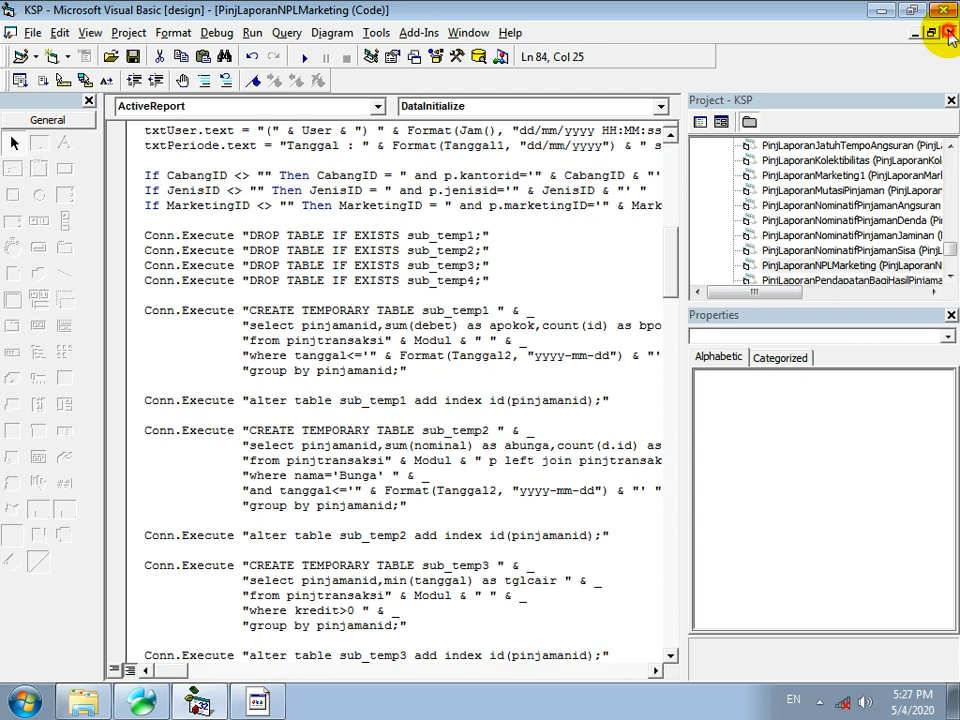 KSP - Microsoft Visual Basic [design] - [PinjLaporanNPLMarketing (Code)]
File Edit View Project Format Debug Run Query Diagram Tools Add-Ins Window Help
Ln 84, Col 25
General
ActiveReport
DataInitialize
txtUser.text = "(" & User & ") " & Format(Jam(), "dd/mm/yyyy HH:MM:ss
txtPeriode.text = "Tanggal : " & Format(Tanggal1, "dd/mm/yyyy") & " s
If CabangID <> "" Then CabangID = " and p.kantorid='" & CabangID & "'
If JenisID <> "" Then JenisID = " and p.jenisid='" & JenisID & "' "
If MarketingID <> "" Then MarketingID = " and p.marketingID='" & Mark
Conn.Execute "DROP TABLE IF EXISTS sub_temp1;"
Conn.Execute "DROP TABLE IF EXISTS sub_temp2;"
Conn.Execute "DROP TABLE IF EXISTS sub_temp3;"
Conn.Execute "DROP TABLE IF EXISTS sub_temp4;"
Conn.Execute "CREATE TEMPORARY TABLE sub_temp1 " & _
"select pinjamanid,sum(debet) as apokok,count(id) as bpo
"from pinjtransaksi" & Modul & " " & _
"where tanggal<='" & Format(Tanggal2, "yyyy-mm-dd") & "'
"group by pinjamanid;"
Conn.Execute "alter table sub_temp1 add index id(pinjamanid);"
Conn.Execute "CREATE TEMPORARY TABLE sub_temp2 " & _
"select pinjamanid,sum(nominal) as abunga,count(d.id) as
"from pinjtransaksi" & Modul & " p left join pinjtransak
"where nama='Bunga' " & _
"and tanggal<='" & Format(Tanggal2, "yyyy-mm-dd") & "' "
"group by pinjamanid;"
Conn.Execute "alter table sub_temp2 add index id(pinjamanid);"
Conn.Execute "CREATE TEMPORARY TABLE sub_temp3 " & _
"select pinjamanid,min(tanggal) as tglcair " & _
"from pinjtransaksi" & Modul & " " & _
"where kredit>0 " & _
"group by pinjamanid;"
Conn.Execute "alter table sub_temp3 add index id(pinjamanid);"
Project - KSP
PinjLaporanJatuhTempoAngsuran (PinjL
PinjLaporanKolektibilitas (PinjLaporanKol
PinjLaporanMarketing1 (PinjLaporanMark
PinjLaporanMutasiPinjaman (PinjLaporan
PinjLaporanNominatifPinjamanAngsuran
PinjLaporanNominatifPinjamanDenda (Pi
PinjLaporanNominatifPinjamanJaminan (
PinjLaporanNominatifPinjamanSisa (PinjL
PinjLaporanNPLMarketing (PinjLaporanN
PinjLaporanPendapatanBagiHasilPinjama
Properties
Alphabetic Categorized
EN
5:27 PM
5/4/2020